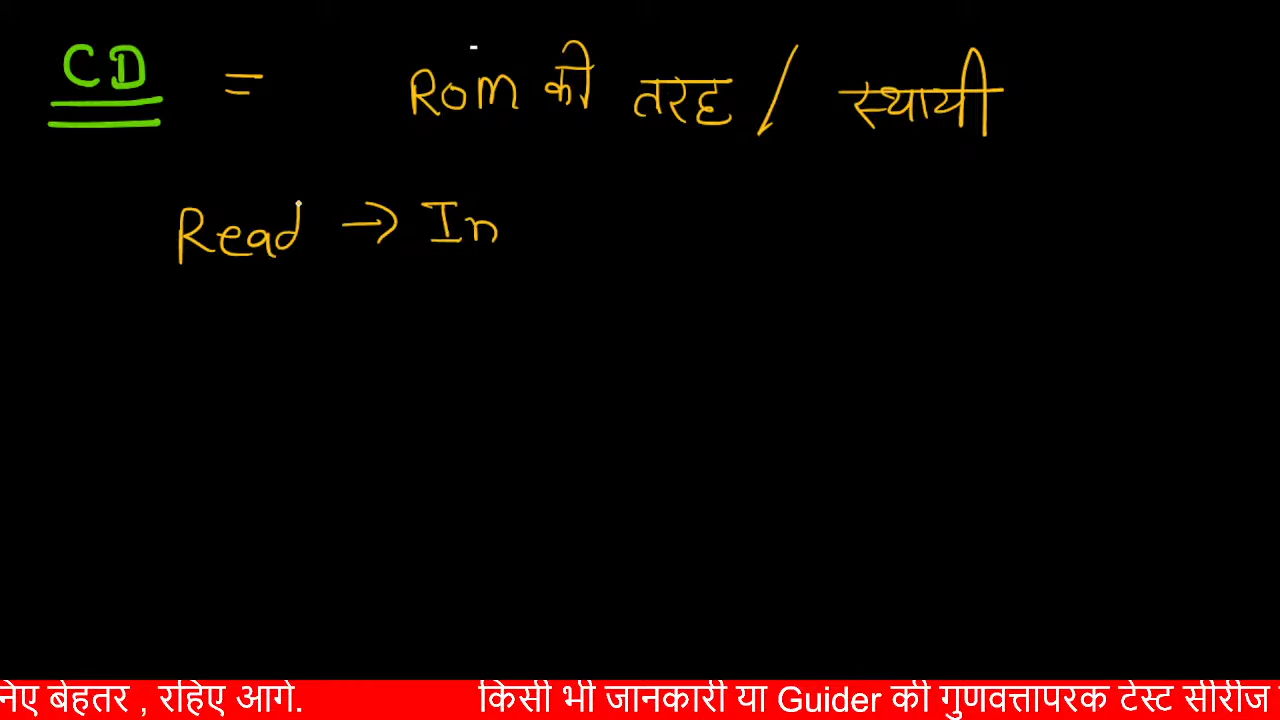 CD = Rom की तरह / स्थायी
Read → In
नेए बेहतर , रहिए आगे. किसी भी जानकारी या Guider की गुणवत्तापरक टेस्ट सीरीज